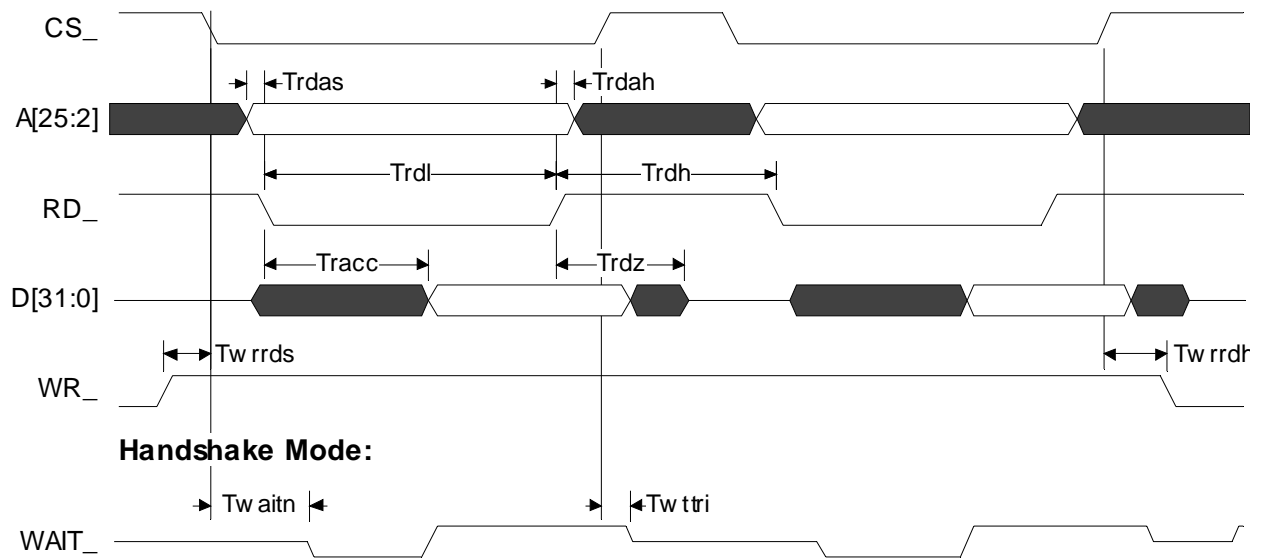 CS_
Trdas
Trdah
A[25:2]
Trdl
Trdh
RD_
Tracc
Trdz
D[31:0]
Tw rrds
Tw rrdh
WR_
Handshake Mode:
Tw aitn
Tw ttri
WAIT_